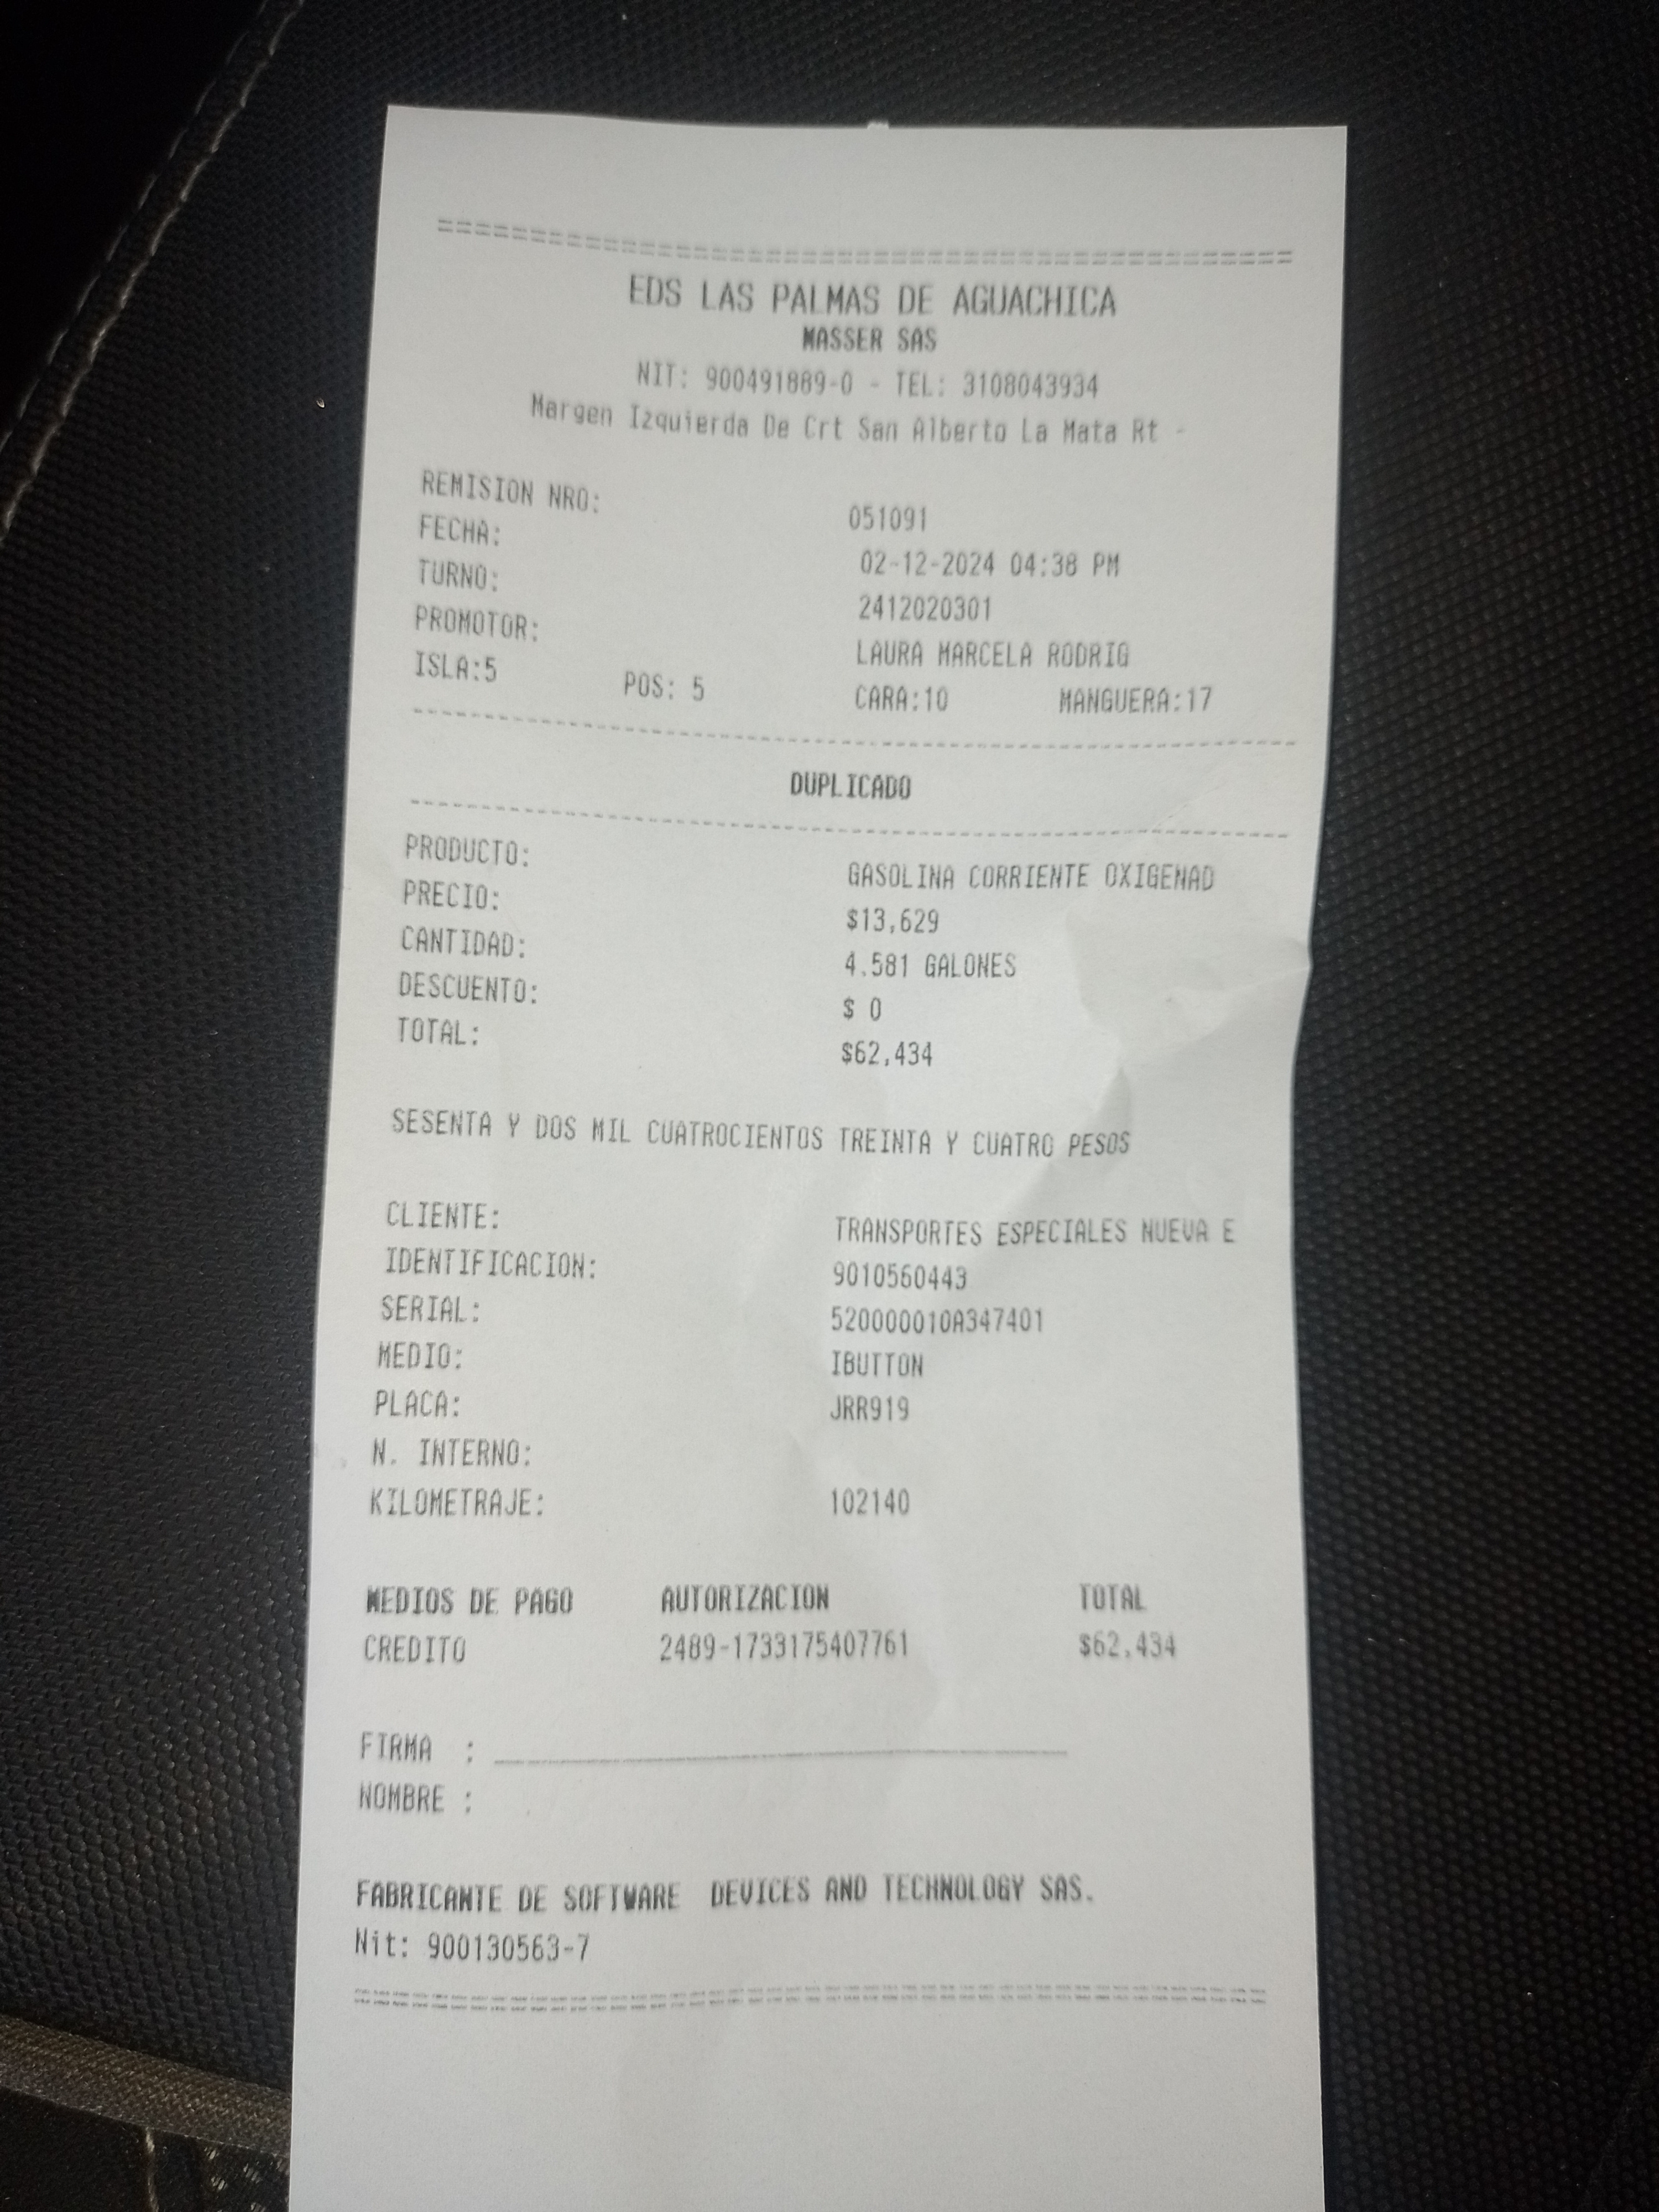 EDS LAS PALMAS DE AGUACHICA
MASSER SAS
NIT: 900491889-0 - TEL: 3108043934
Margen Izquierda De Crt San Alberto La Mata Rt -
REMISION NRO: 051091
FECHA: 02-12-2024 04:38 PM
TURNO: 2412020301
PROMOTOR: LAURA MARCELA RODRIG
ISLA:5 POS: 5 CARA:10 MANGUERA:17
DUPLICADO
PRODUCTO: GASOLINA CORRIENTE OXIGENAD
PRECIO: $13,629
CANTIDAD: 4.581 GALONES
DESCUENTO: $ 0
TOTAL: $62,434
SESENTA Y DOS MIL CUATROCIENTOS TREINTA Y CUATRO PESOS
CLIENTE: TRANSPORTES ESPECIALES NUEVA E
IDENTIFICACION: 9010560443
SERIAL: 520000010A347401
MEDIO: IBUTTON
PLACA: JRR919
N. INTERNO:
KILOMETRAJE: 102140
MEDIOS DE PAGO AUTORIZACION TOTAL
CREDITO 2489-1733175407761 $62,434
FIRMA :
NOMBRE :
FABRICANTE DE SOFTWARE DEVICES AND TECHNOLOGY SAS.
Nit: 900130563-7